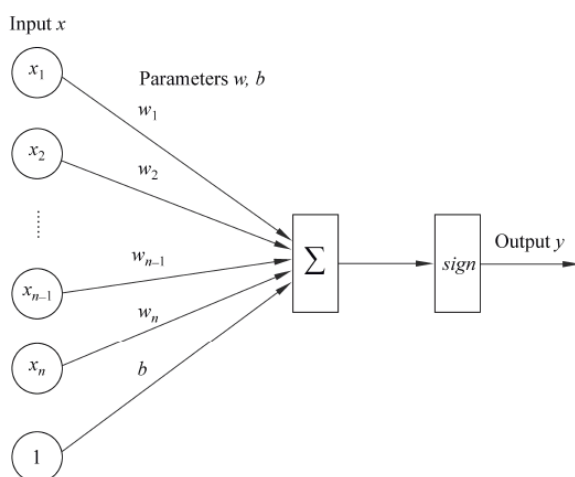 Input x
x1
Parameters w, b
w1
x2
w2
......
wn–1
∑
sign
Output y
xn–1
wn
xn
b
1